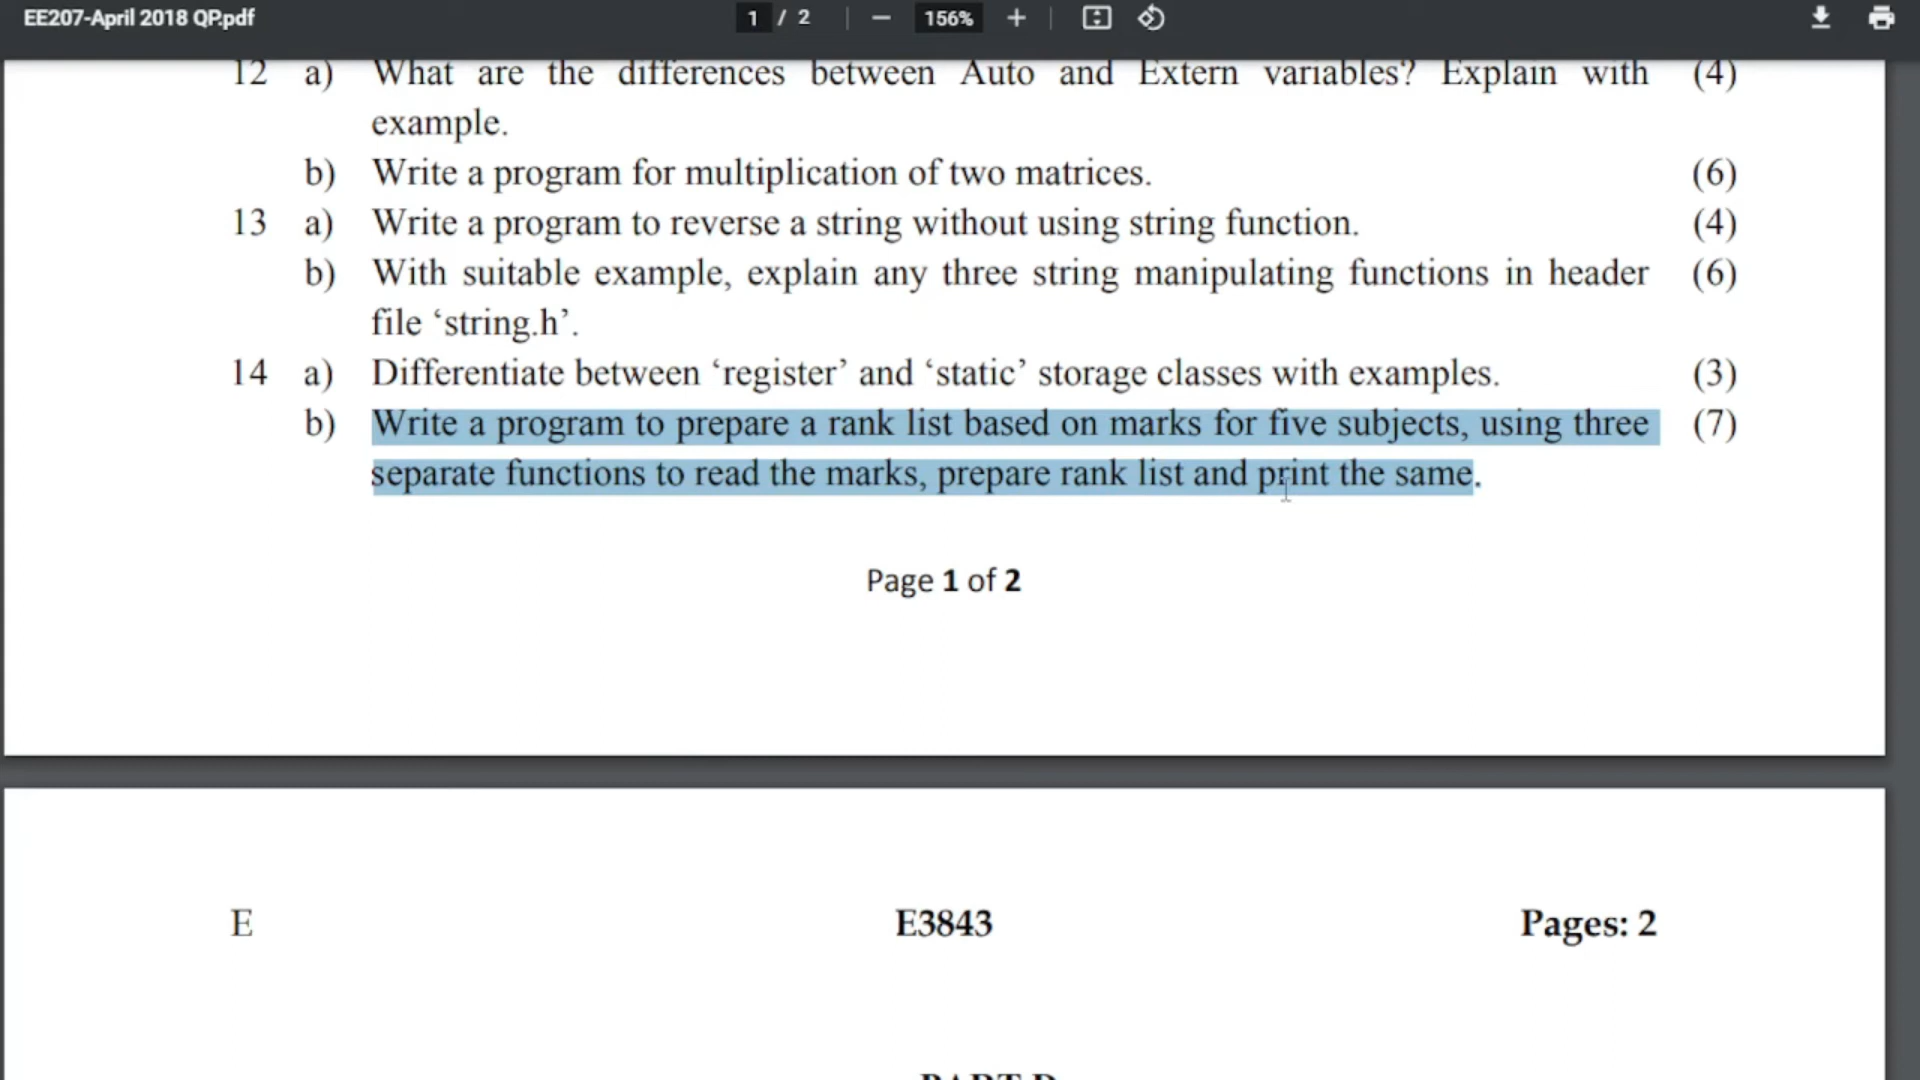 EE207-April 2018 QP.pdf 1 / 2 156%
12 a) What are the differences between Auto and Extern variables? Explain with (4)
example.
b) Write a program for multiplication of two matrices. (6)
13 a) Write a program to reverse a string without using string function. (4)
b) With suitable example, explain any three string manipulating functions in header (6)
file ‘string.h’.
14 a) Differentiate between ‘register’ and ‘static’ storage classes with examples. (3)
b) Write a program to prepare a rank list based on marks for five subjects, using three (7)
separate functions to read the marks, prepare rank list and print the same.
Page 1 of 2
E E3843 Pages: 2